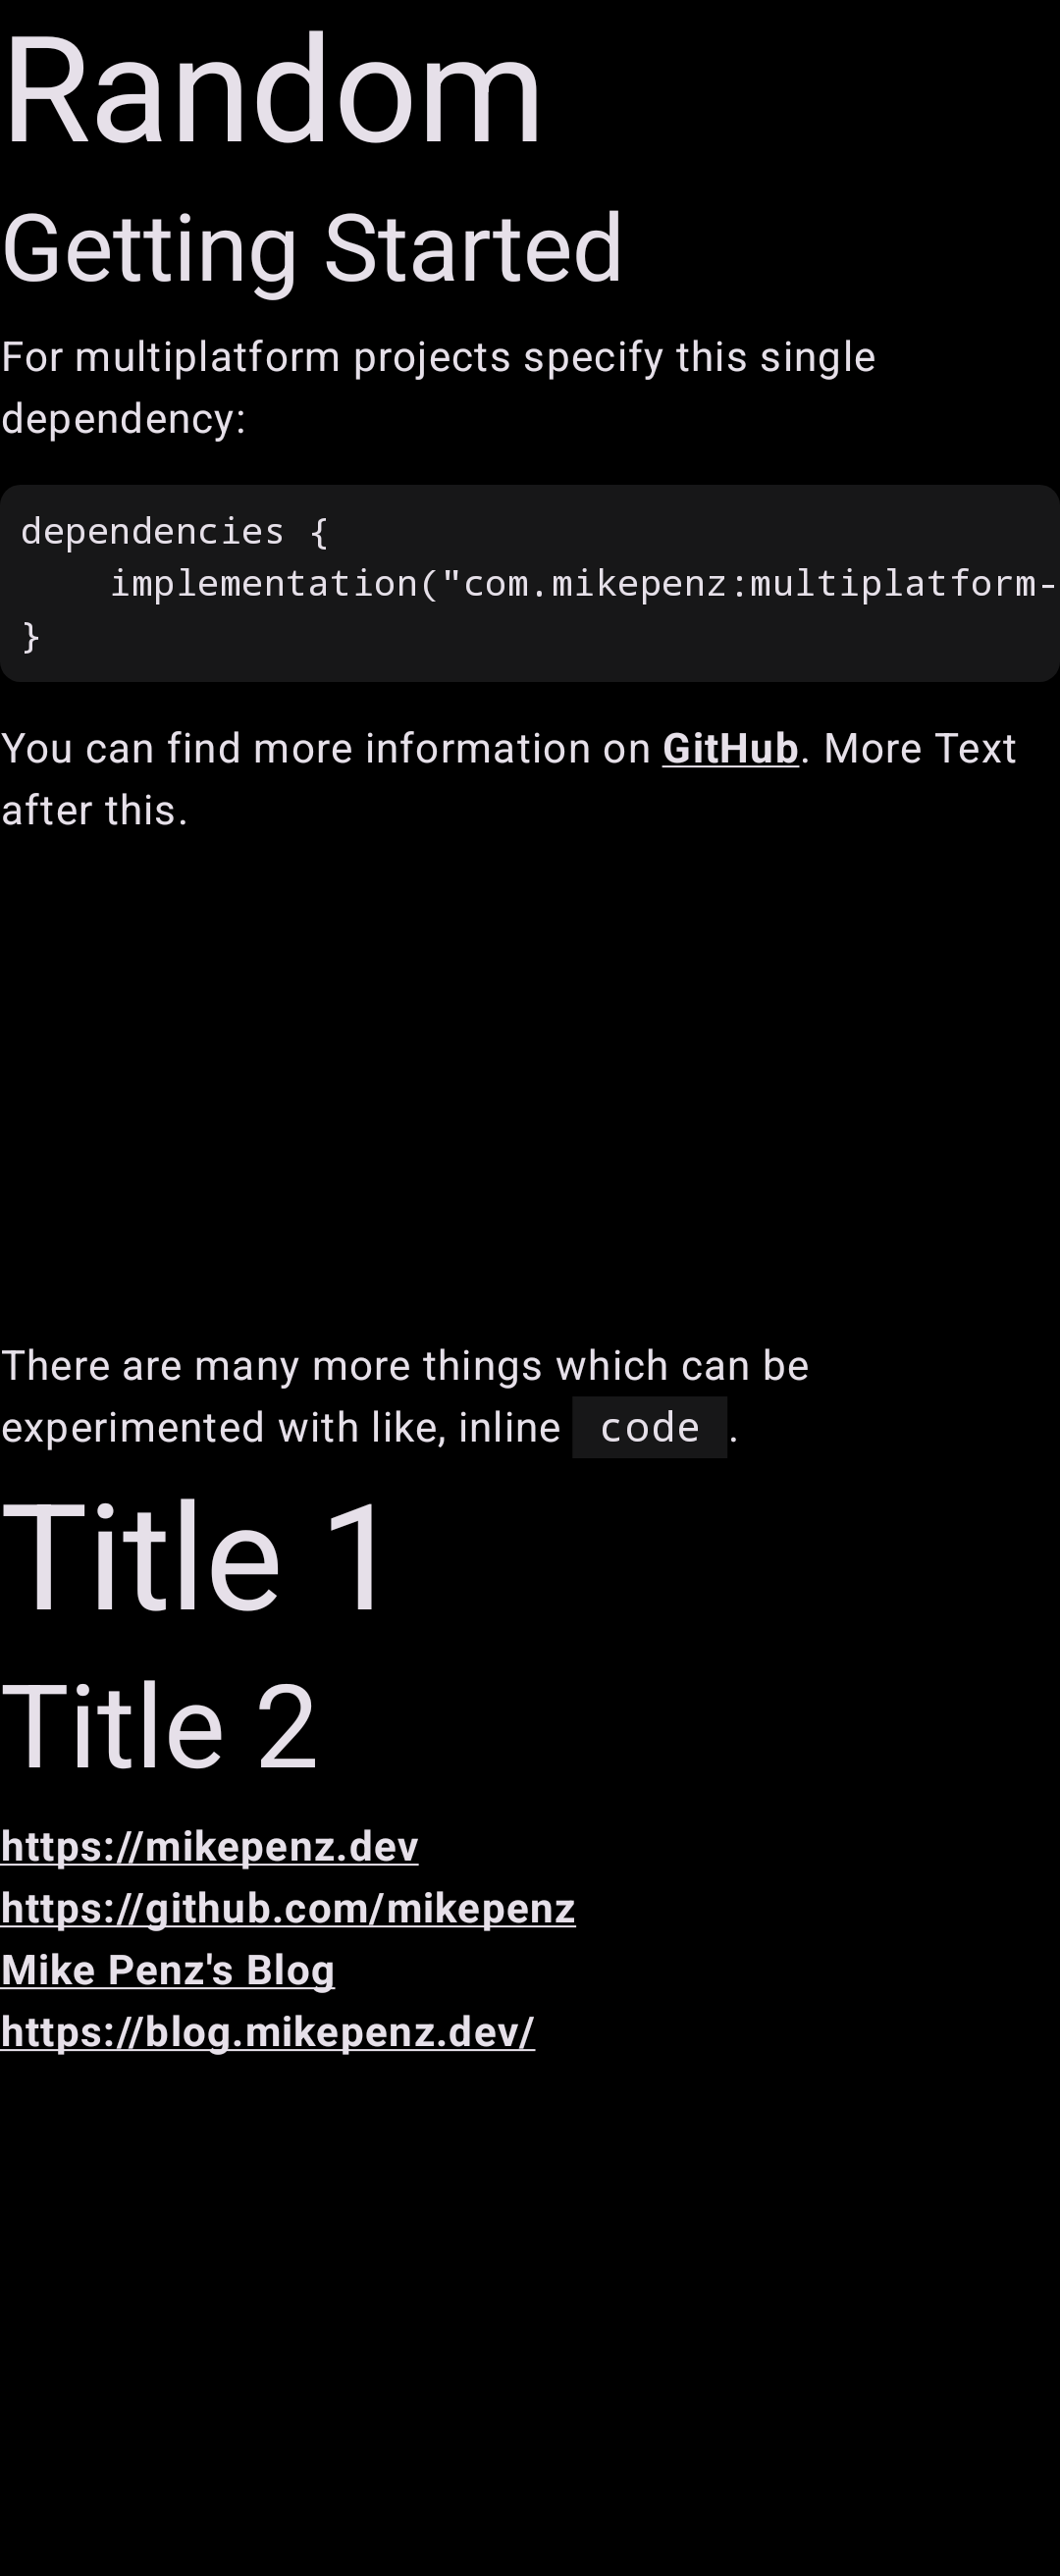 Random
Getting Started
For multiplatform projects specify this single
dependency:
dependencies {
    implementation("com.mikepenz:multiplatform-
}
You can find more information on GitHub. More Text
after this.
There are many more things which can be
experimented with like, inline code .
Title 1
Title 2
https://mikepenz.dev
https://github.com/mikepenz
Mike Penz's Blog
https://blog.mikepenz.dev/